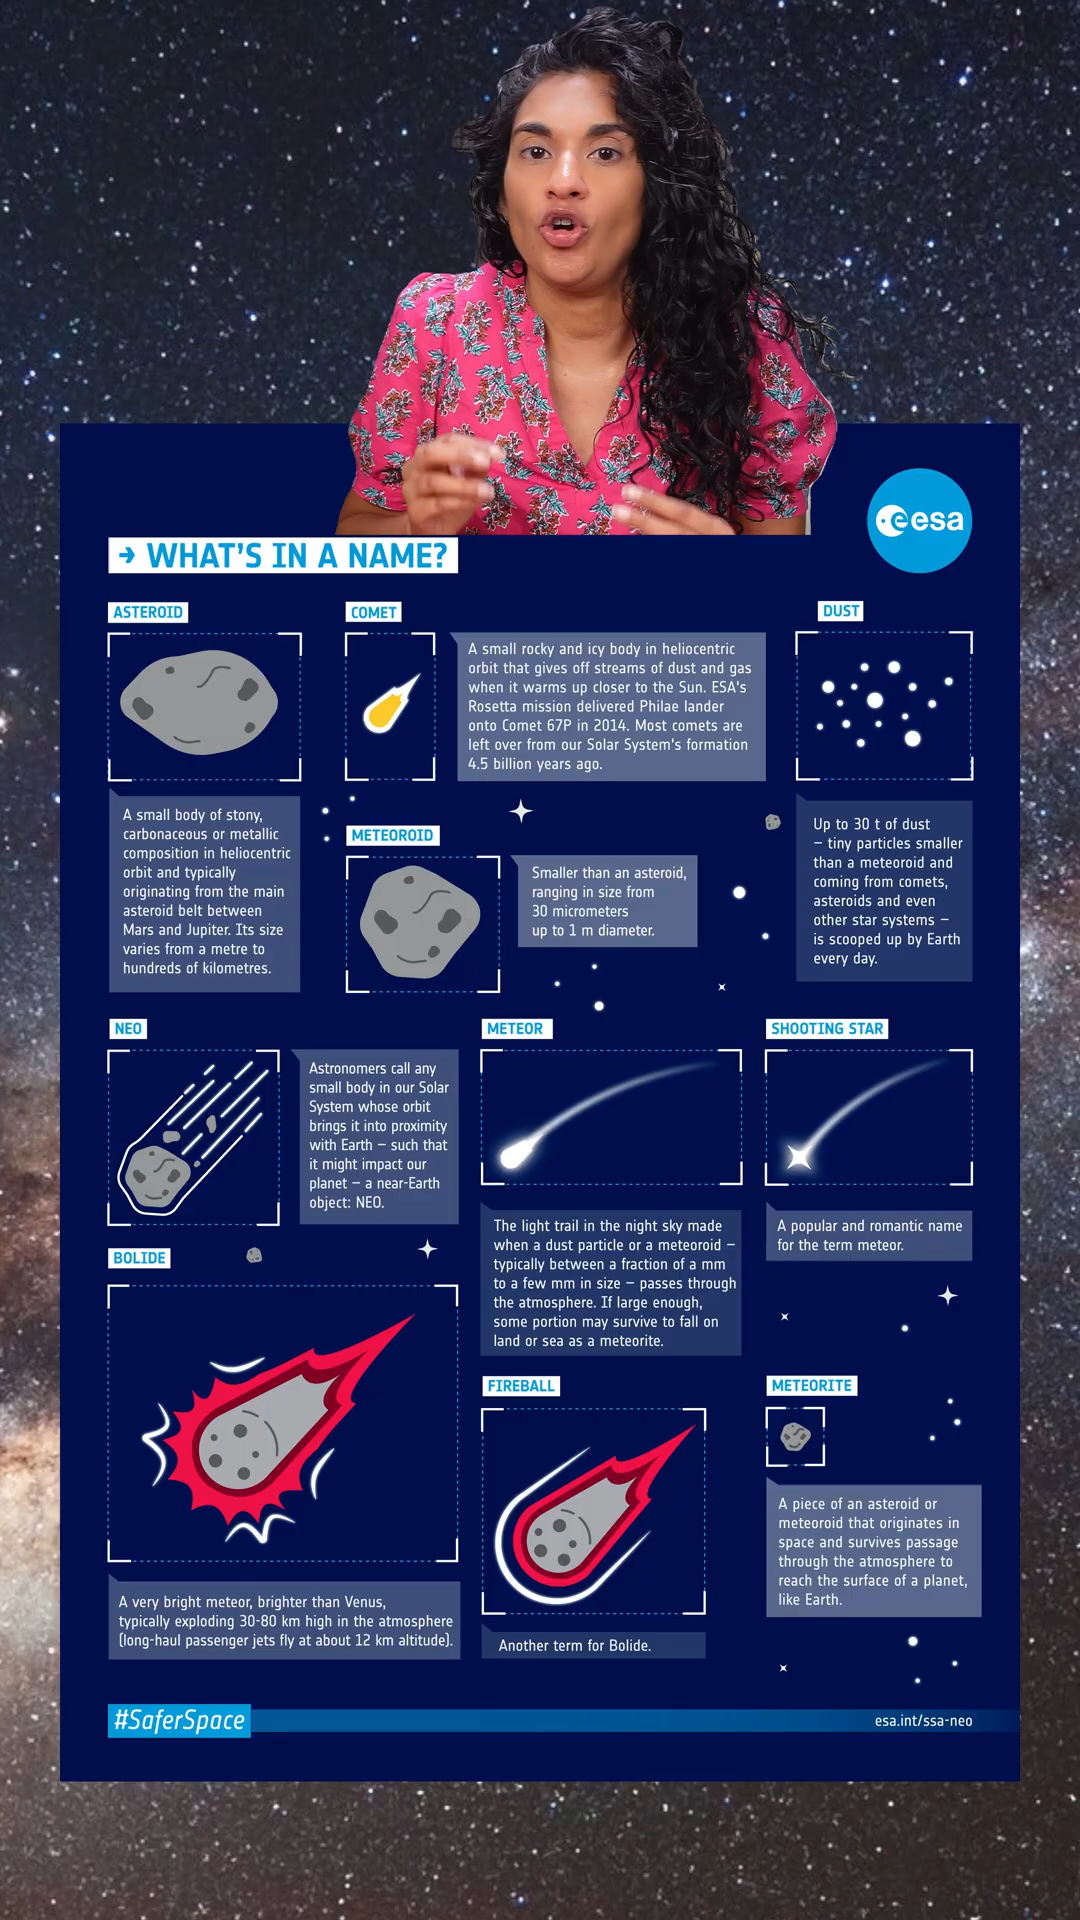 esa
→ WHAT'S IN A NAME?
ASTEROID
A small body of stony,
carbonaceous or metallic
composition in heliocentric
orbit and typically
originating from the main
asteroid belt between
Mars and Jupiter. Its size
varies from a metre to
hundreds of kilometres.
COMET
A small rocky and icy body in heliocentric
orbit that gives off streams of dust and gas
when it warms up closer to the Sun. ESA's
Rosetta mission delivered Philae lander
onto Comet 67P in 2014. Most comets are
left over from our Solar System's formation
4.5 billion years ago.
DUST
Up to 30 t of dust
– tiny particles smaller
than a meteoroid and
coming from comets,
asteroids and even
other star systems –
is scooped up by Earth
every day.
METEOROID
Smaller than an asteroid,
ranging in size from
30 micrometers
up to 1 m diameter.
NEO
Astronomers call any
small body in our Solar
System whose orbit
brings it into proximity
with Earth – such that
it might impact our
planet – a near-Earth
object: NEO.
METEOR
The light trail in the night sky made
when a dust particle or a meteoroid –
typically between a fraction of a mm
to a few mm in size – passes through
the atmosphere. If large enough,
some portion may survive to fall on
land or sea as a meteorite.
SHOOTING STAR
A popular and romantic name
for the term meteor.
BOLIDE
A very bright meteor, brighter than Venus,
typically exploding 30-80 km high in the atmosphere
(long-haul passenger jets fly at about 12 km altitude).
FIREBALL
Another term for Bolide.
METEORITE
A piece of an asteroid or
meteoroid that originates in
space and survives passage
through the atmosphere to
reach the surface of a planet,
like Earth.
#SaferSpace
esa.int/ssa-neo